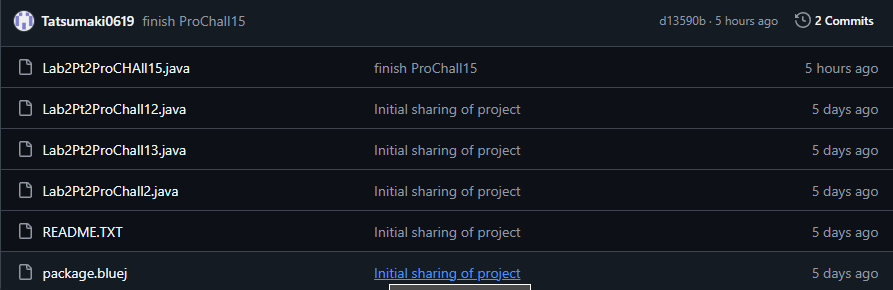 Tatsumaki0619 finish ProChall15 d13590b · 5 hours ago 2 Commits
Lab2Pt2ProCHAll15.java finish ProChall15 5 hours ago
Lab2Pt2ProChall12.java Initial sharing of project 5 days ago
Lab2Pt2ProChall13.java Initial sharing of project 5 days ago
Lab2Pt2ProChall2.java Initial sharing of project 5 days ago
README.TXT Initial sharing of project 5 days ago
package.bluej Initial sharing of project 5 days ago